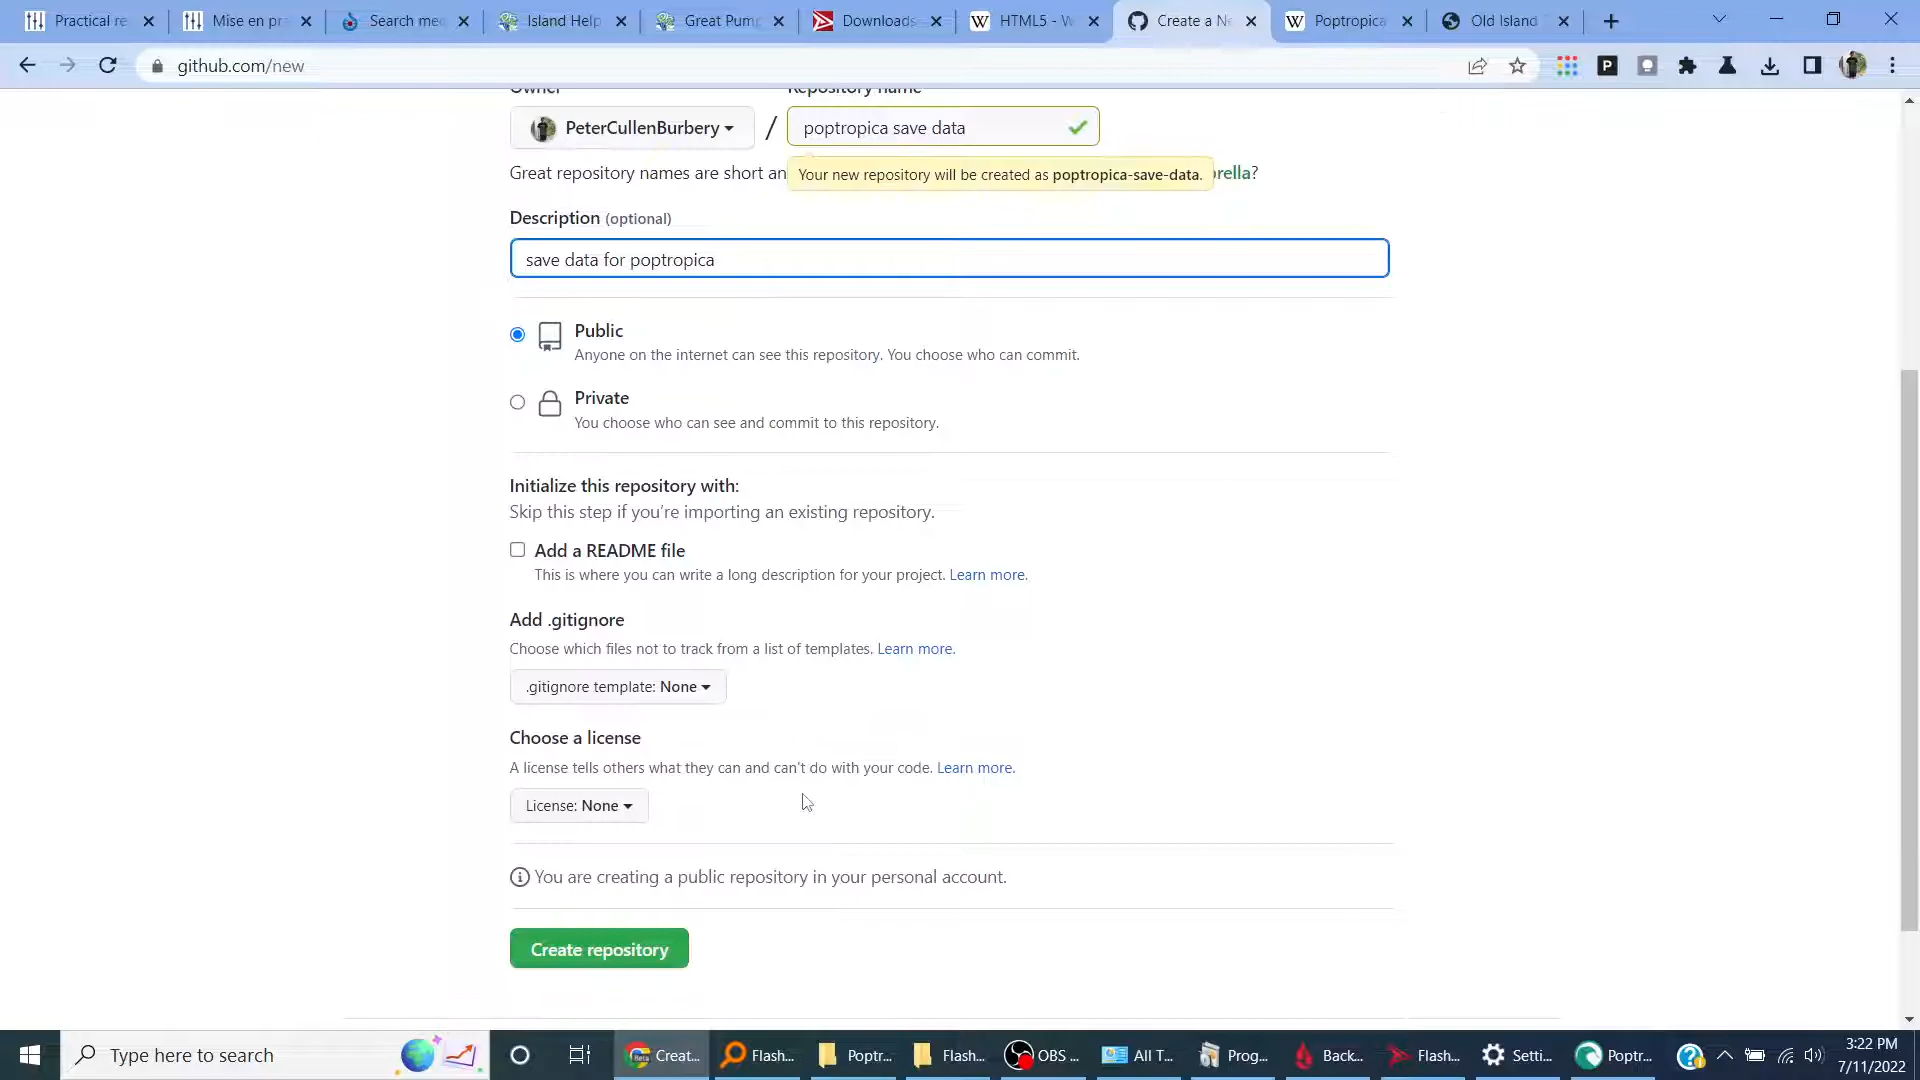 Practical re
Mise en pra
Search med
Island Help
Great Pump
Downloads
HTML5 - W
Create a Ne
Poptropica
Old Island
github.com/new
Owner
Repository name
PeterCullenBurbery
/
poptropica save data
Great repository names are short an
Your new repository will be created as poptropica-save-data.
rella?
Description (optional)
save data for poptropica
Public
Anyone on the internet can see this repository. You choose who can commit.
Private
You choose who can see and commit to this repository.
Initialize this repository with:
Skip this step if you're importing an existing repository.
Add a README file
This is where you can write a long description for your project. Learn more.
Add .gitignore
Choose which files not to track from a list of templates. Learn more.
.gitignore template: None
Choose a license
A license tells others what they can and can't do with your code. Learn more.
License: None
You are creating a public repository in your personal account.
Create repository
Type here to search
Creat...
Flash...
Poptr...
Flash...
OBS ...
All T...
Prog...
Back...
Flash...
Setti...
Poptr...
3:22 PM
7/11/2022